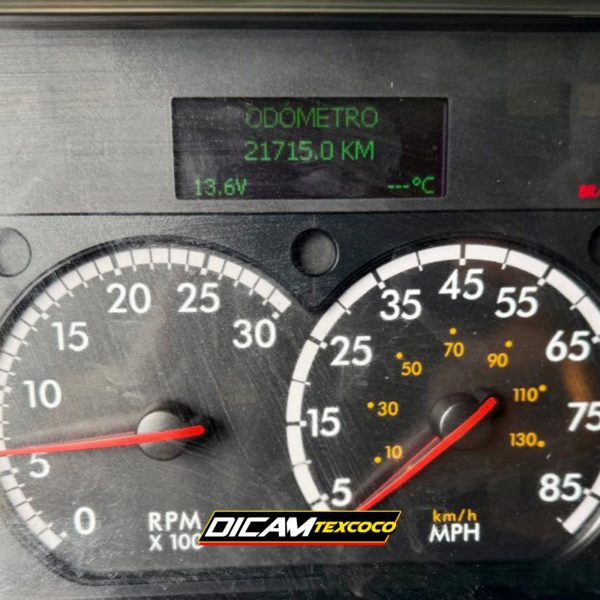 ODÓMETRO
21715.0 KM
13.6V ---°C
0 5 10 15 20 25 30
RPM
X 100
5 15 25 35 45 55 65 75 85
10 30 50 70 90 110 130
km/h
MPH
DICAM TEXCOCO